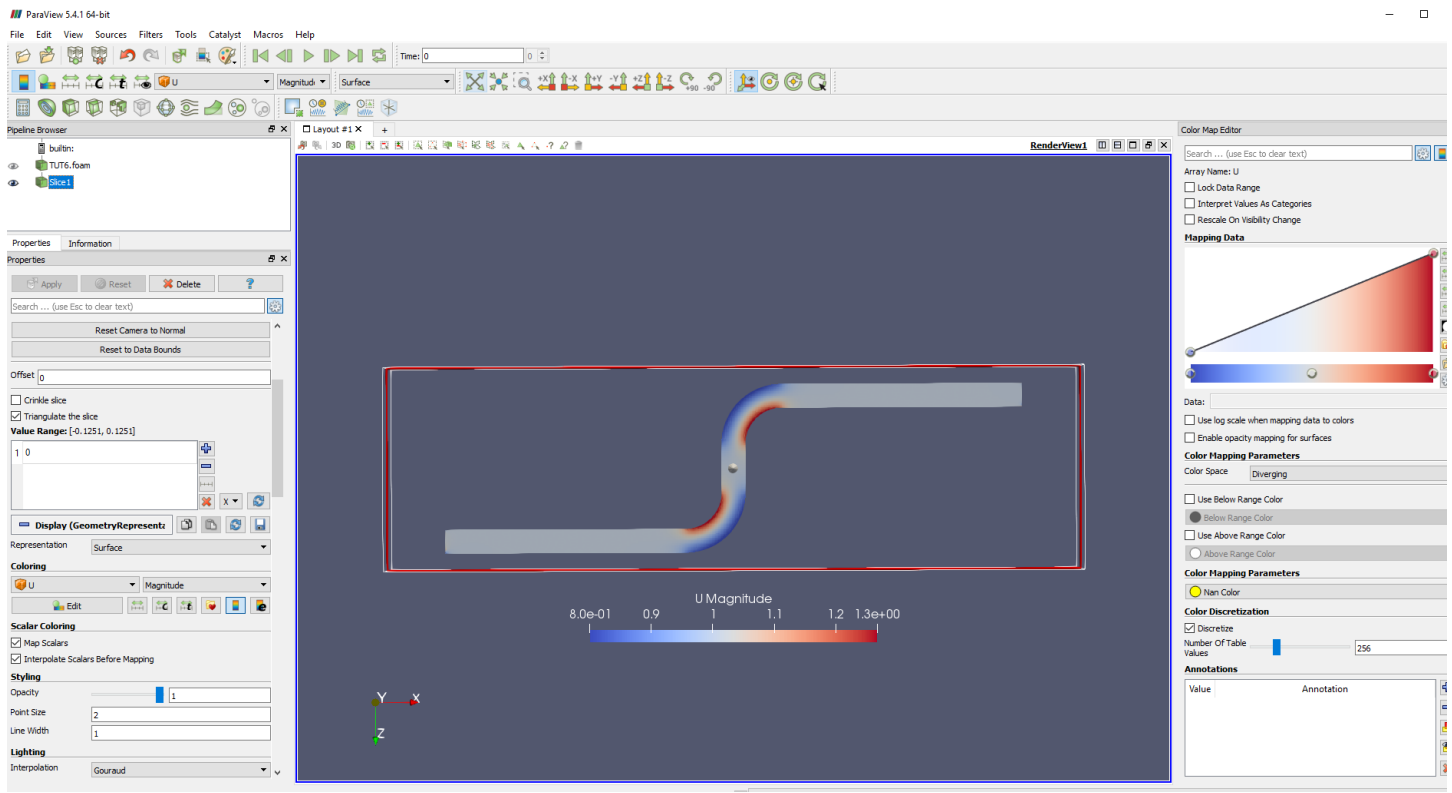 ParaView 5.4.1 64-bit
File Edit View Sources Filters Tools Catalyst Macros Help
Time: 0 0
U Magnitud Surface +X -X +Y -Y +Z -Z +90 -90
Pipeline Browser
builtin:
TUT6.foam
Slice1
Properties Information
Properties
Apply Reset Delete ?
Search ... (use Esc to clear text)
Reset Camera to Normal
Reset to Data Bounds
Offset 0
Crinkle slice
Triangulate the slice
Value Range: [-0.1251, 0.1251]
1 0
X
Display (GeometryRepresenta
Representation Surface
Coloring
U Magnitude
Edit
Scalar Coloring
Map Scalars
Interpolate Scalars Before Mapping
Styling
Opacity 1
Point Size 2
Line Width 1
Lighting
Interpolation Gouraud
Layout #1 X +
3D RenderView1
U Magnitude
8.0e-01 0.9 1 1.1 1.2 1.3e+00
Y X
Z
Color Map Editor
Search ... (use Esc to clear text)
Array Name: U
Lock Data Range
Interpret Values As Categories
Rescale On Visibility Change
Mapping Data
Data:
Use log scale when mapping data to colors
Enable opacity mapping for surfaces
Color Mapping Parameters
Color Space Diverging
Use Below Range Color
Below Range Color
Use Above Range Color
Above Range Color
Color Mapping Parameters
Nan Color
Color Discretization
Discretize
Number Of Table
Values 256
Annotations
Value Annotation